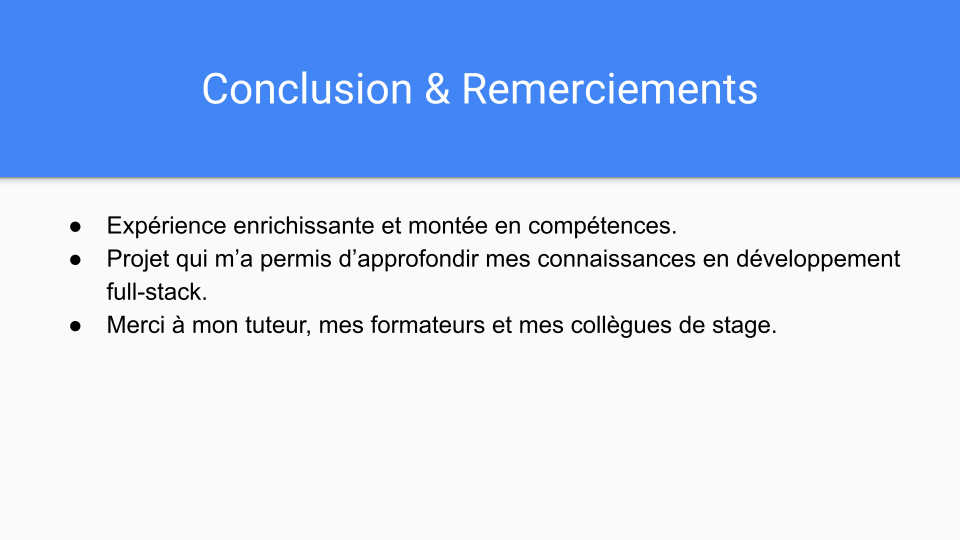 Conclusion & Remerciements
● Expérience enrichissante et montée en compétences.
● Projet qui m’a permis d’approfondir mes connaissances en développement
full-stack.
● Merci à mon tuteur, mes formateurs et mes collègues de stage.